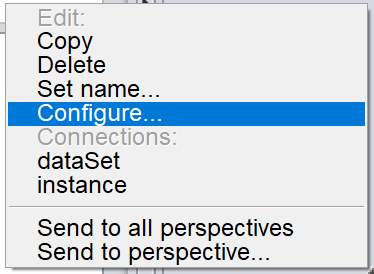 Edit:
Copy
Delete
Set name...
Configure...
Connections:
dataSet
instance
Send to all perspectives
Send to perspective...